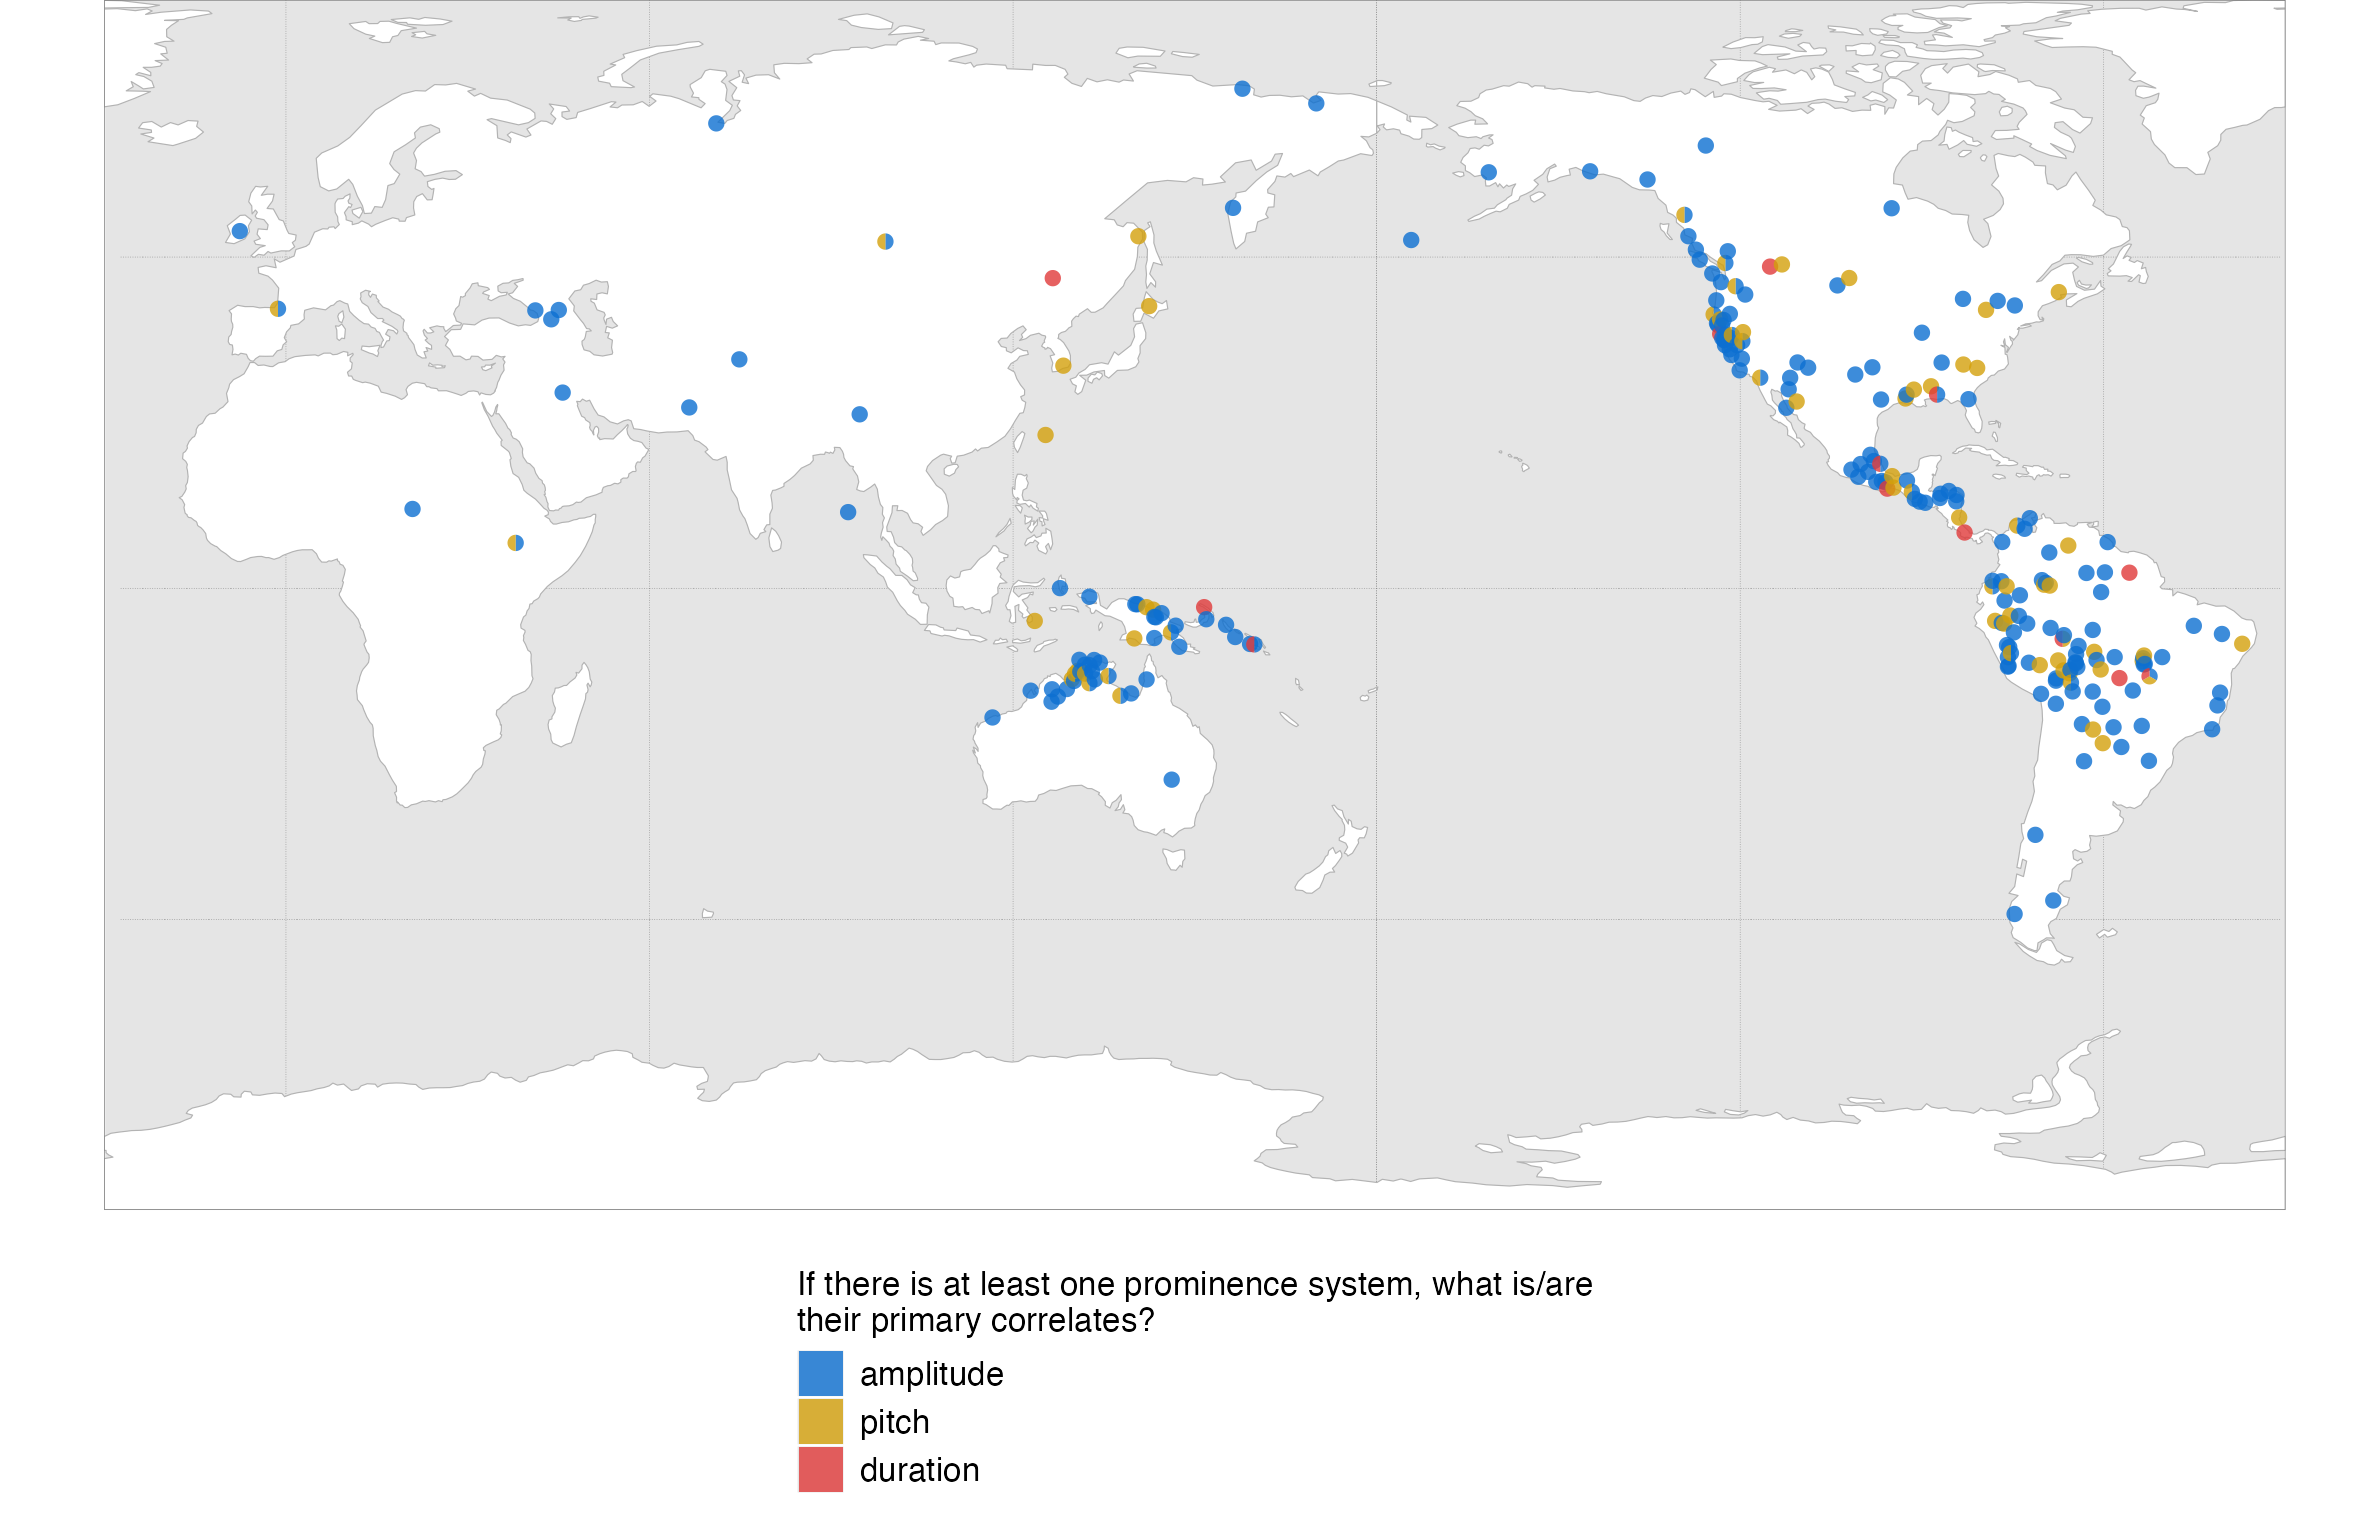 If there is at least one prominence system, what is/are
their primary correlates?
amplitude
pitch
duration